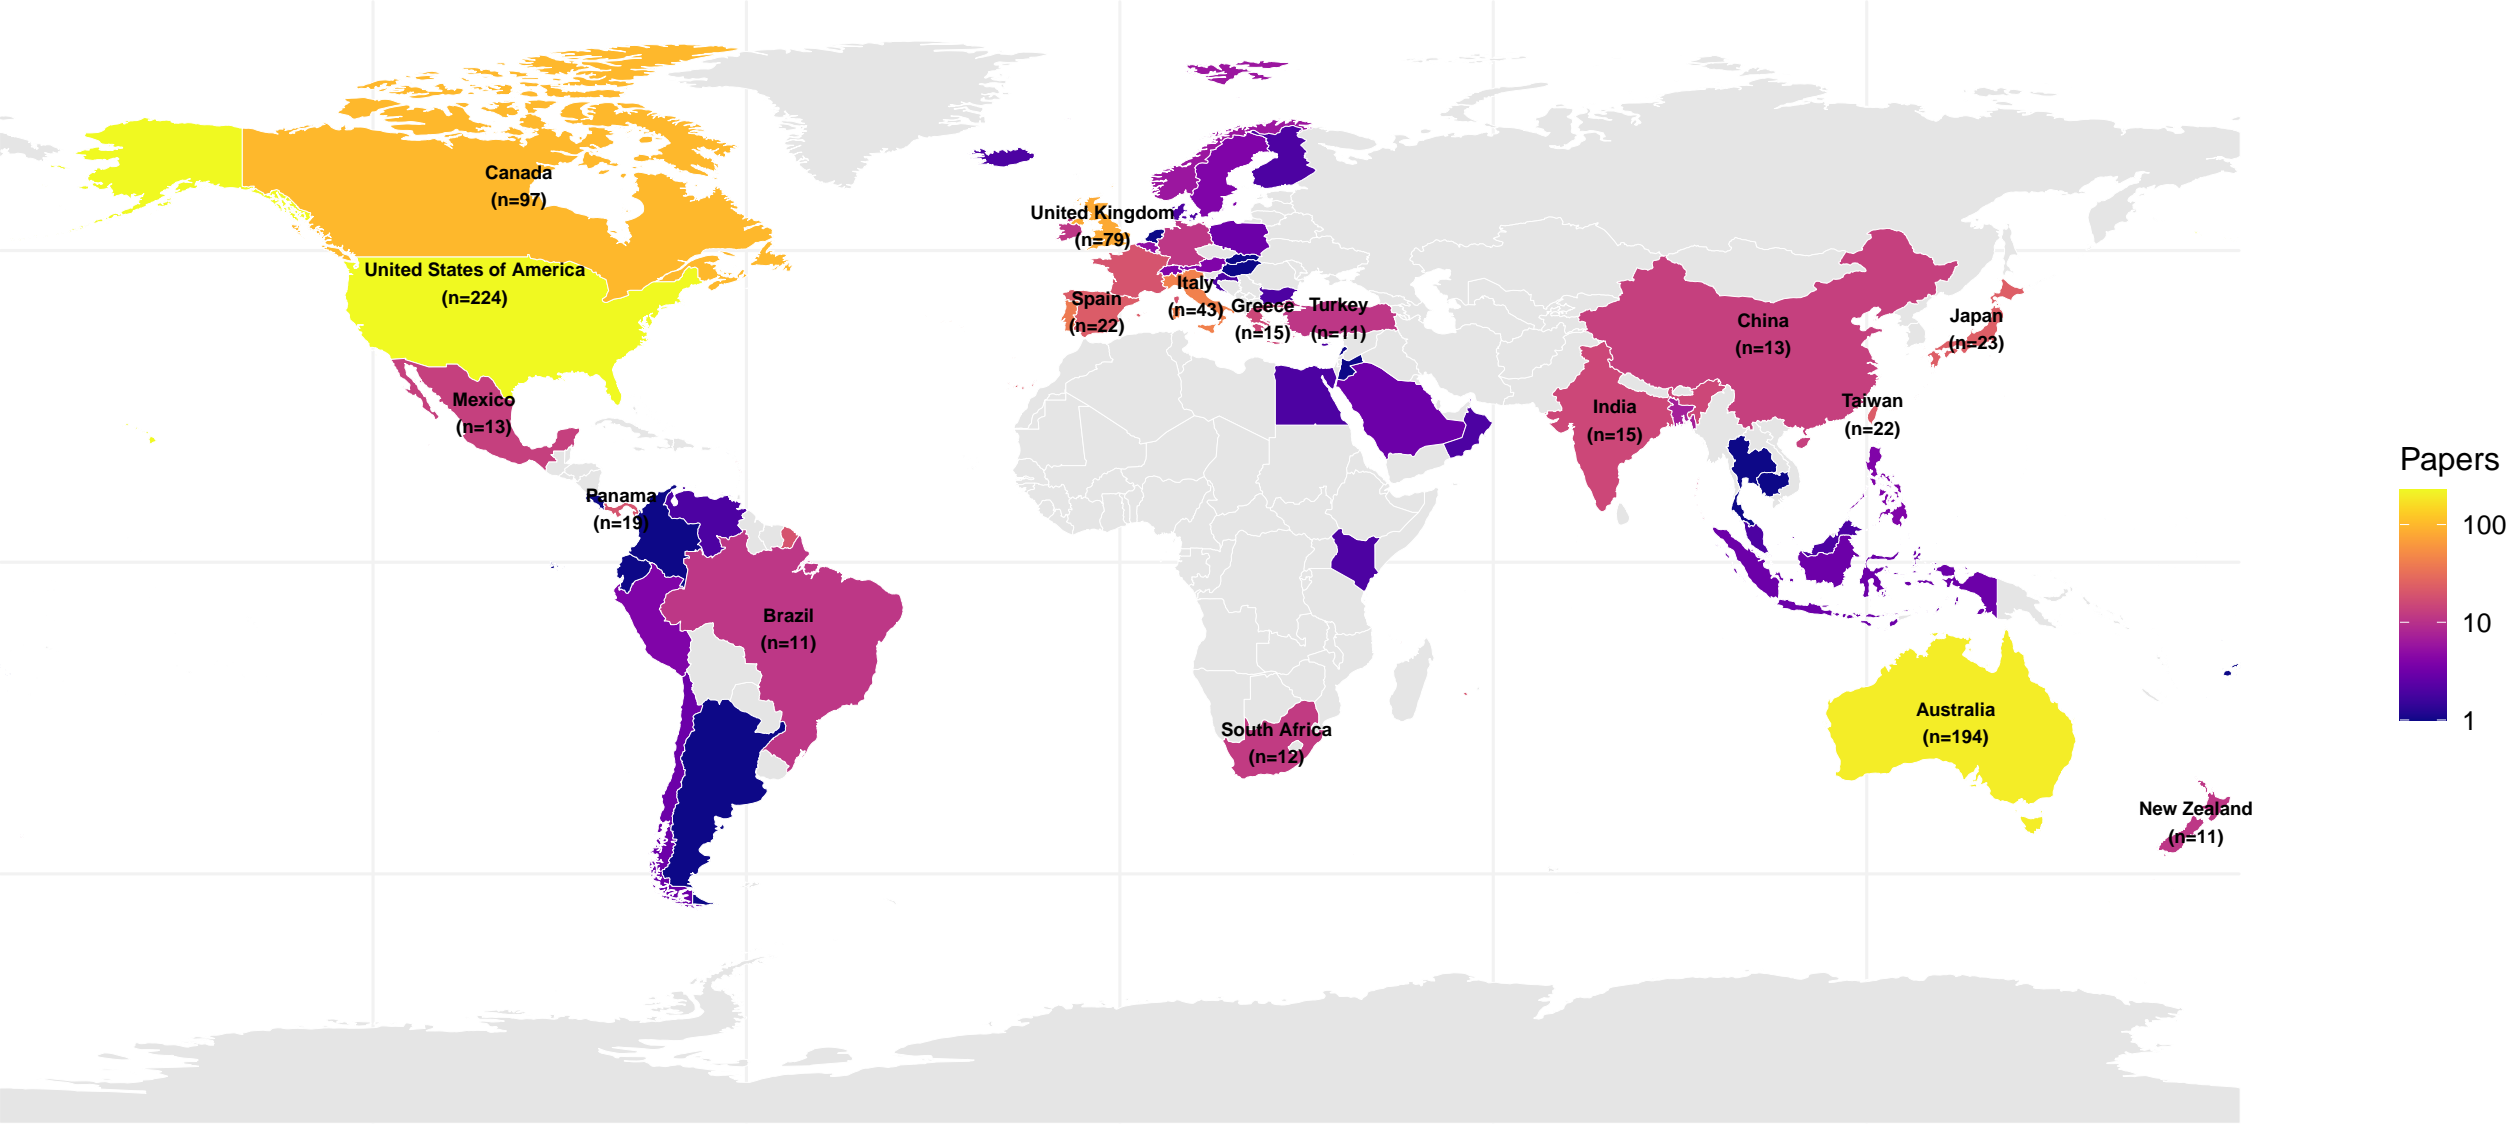 Canada
(n=97)
United Kingdom
(n=79)
United States of America
(n=224)
Italy
(n=43)
Spain
(n=22)
Greece
(n=15)
Turkey
(n=11)
China
(n=13)
Japan
(n=23)
Mexico
(n=13)
India
(n=15)
Taiwan
(n=22)
Panama
(n=19)
Brazil
(n=11)
South Africa
(n=12)
Australia
(n=194)
New Zealand
(n=11)
Papers
100
10
1